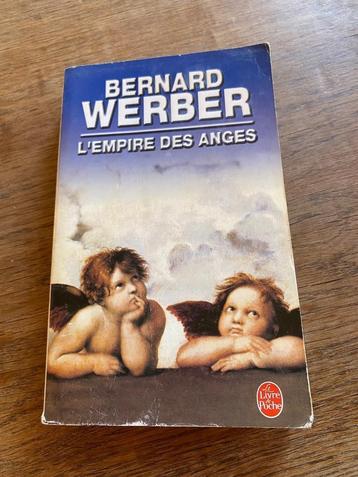 BERNARD
WERBER
L'EMPIRE DES ANGES
Le
Livre
de
Poche